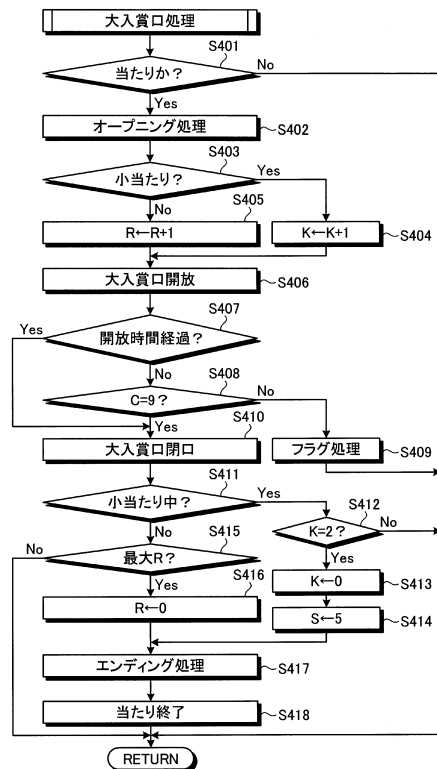 大入賞口処理
S401
当たりか？
No
Yes
オープニング処理
S402
S403
小当たり？
Yes
No
S405
R←R+1
K←K+1
S404
大入賞口開放
S406
S407
Yes
開放時間経過？
No
S408
C=9？
No
Yes
S410
大入賞口閉口
フラグ処理
S409
S411
小当たり中？
Yes
S412
No
K=2？
No
S415
No
最大R？
Yes
Yes
S416
K←0
S413
R←0
S←5
S414
エンディング処理
S417
当たり終了
S418
RETURN